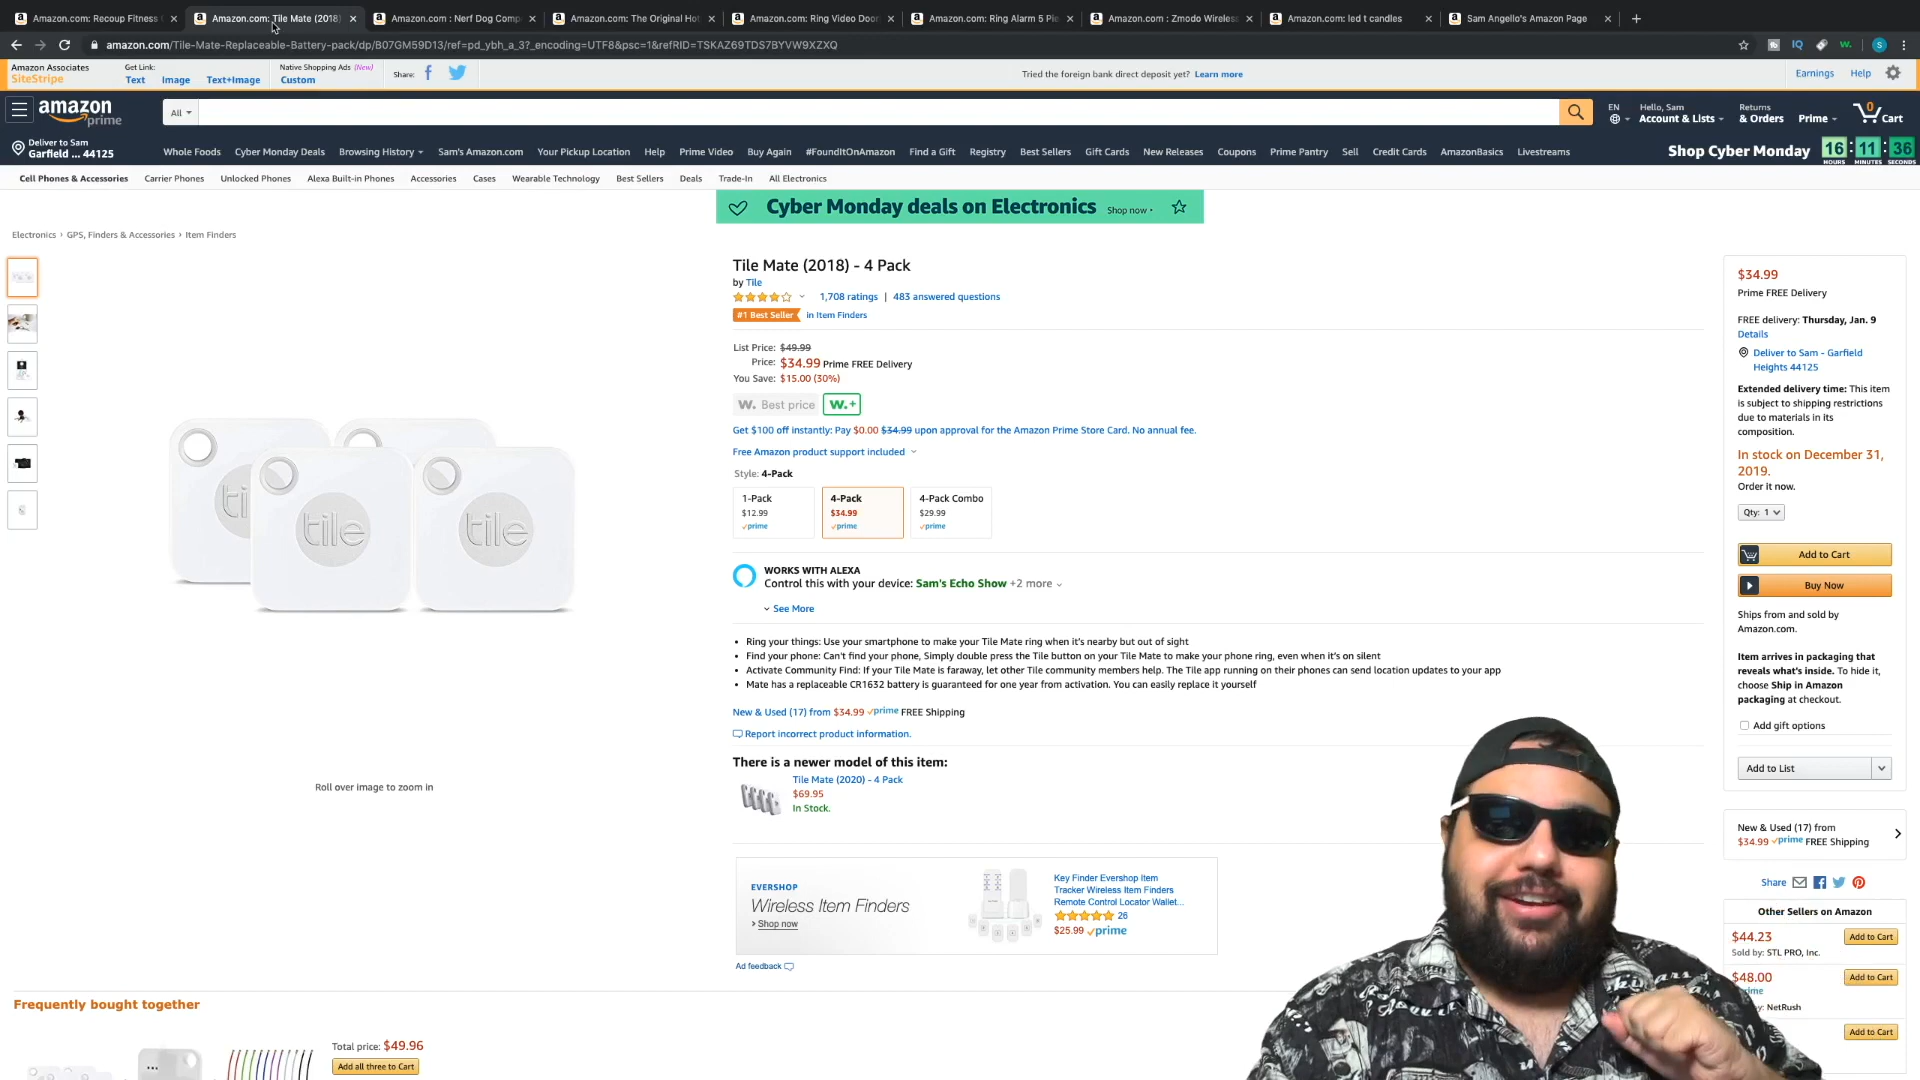 Amazon.com: Recoup Fitness
Amazon.com: Tile Mate (2018)
Amazon.com : Nerf Dog Comp
Amazon.com: The Original Hot
Amazon.com: Ring Video Door
Amazon.com: Ring Alarm 5 Pie
Amazon.com : Zmodo Wireless
Amazon.com: led t candles
Sam Angello's Amazon Page
amazon.com/Tile-Mate-Replaceable-Battery-pack/dp/B07GM59D13/ref=pd_ybh_a_3?_encoding=UTF8&psc=1&refRID=TSKAZ69TDS7BYVW9XZXQ
Amazon Associates
SiteStripe
Get Link:
Text Image Text+Image
Native Shopping Ads (New)
Custom
Share:
Tried the foreign bank direct deposit yet? Learn more
Earnings Help
amazon prime
All
EN
Hello, Sam
Account & Lists
Returns
& Orders
Prime
0
Cart
Deliver to Sam
Garfield ... 44125
Whole Foods Cyber Monday Deals Browsing History Sam's Amazon.com Your Pickup Location Help Prime Video Buy Again #FoundItOnAmazon Find a Gift Registry Best Sellers Gift Cards New Releases Coupons Prime Pantry Sell Credit Cards AmazonBasics Livestreams
Shop Cyber Monday 16 : 11 : 36
HOURS MINUTES SECONDS
Cell Phones & Accessories Carrier Phones Unlocked Phones Alexa Built-in Phones Accessories Cases Wearable Technology Best Sellers Deals Trade-In All Electronics
Cyber Monday deals on Electronics Shop now ›
Electronics › GPS, Finders & Accessories › Item Finders
tile
tile
Roll over image to zoom in
Tile Mate (2018) - 4 Pack
by Tile
1,708 ratings | 483 answered questions
#1 Best Seller in Item Finders
List Price: $49.99
Price: $34.99 Prime FREE Delivery
You Save: $15.00 (30%)
W. Best price W.+
Get $100 off instantly: Pay $0.00 $34.99 upon approval for the Amazon Prime Store Card. No annual fee.
Free Amazon product support included
Style: 4-Pack
1-Pack
$12.99
prime
4-Pack
$34.99
prime
4-Pack Combo
$29.99
prime
WORKS WITH ALEXA
Control this with your device: Sam's Echo Show +2 more
See More
• Ring your things: Use your smartphone to make your Tile Mate ring when it's nearby but out of sight
• Find your phone: Can't find your phone, Simply double press the Tile button on your Tile Mate to make your phone ring, even when it's on silent
• Activate Community Find: If your Tile Mate is faraway, let other Tile community members help. The Tile app running on their phones can send location updates to your app
• Mate has a replaceable CR1632 battery is guaranteed for one year from activation. You can easily replace it yourself
New & Used (17) from $34.99 prime FREE Shipping
Report incorrect product information.
There is a newer model of this item:
Tile Mate (2020) - 4 Pack
$69.95
In Stock.
EVERSHOP
Wireless Item Finders
› Shop now
Key Finder Evershop Item
Tracker Wireless Item Finders
Remote Control Locator Wallet...
26
$25.99 prime
Ad feedback
Frequently bought together
Total price: $49.96
Add all three to Cart
$34.99
Prime FREE Delivery
FREE delivery: Thursday, Jan. 9
Details
Deliver to Sam - Garfield
Heights 44125
Extended delivery time: This item
is subject to shipping restrictions
due to materials in its
composition.
In stock on December 31,
2019.
Order it now.
Qty: 1
Add to Cart
Buy Now
Ships from and sold by
Amazon.com.
Item arrives in packaging that
reveals what's inside. To hide it,
choose Ship in Amazon
packaging at checkout.
Add gift options
Add to List
New & Used (17) from
$34.99 prime FREE Shipping
Share
Other Sellers on Amazon
$44.23
Add to Cart
Sold by: STL PRO, Inc.
$48.00
Add to Cart
NetRush
Add to Cart